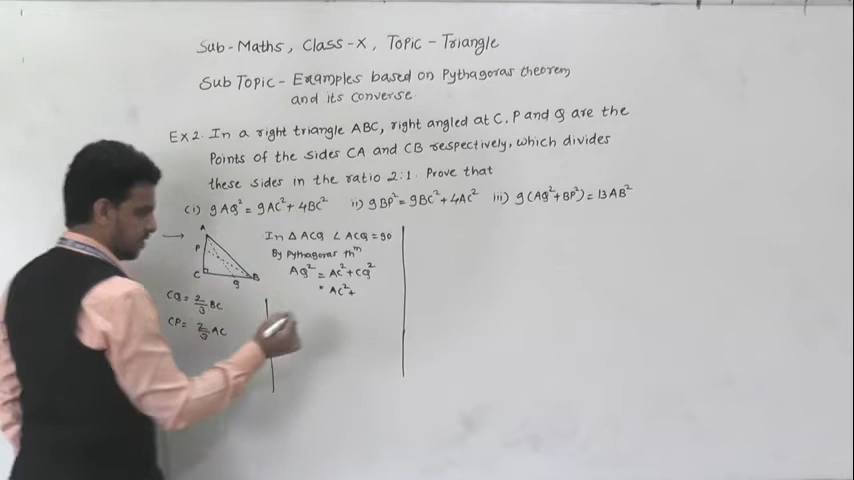 Sub-Maths, Class-X, Topic-Triangle
Sub Topic - Examples based on Pythagoras theorem
and its converse.
Ex 2. In a right triangle ABC, right angled at C. P and Q are the
Points of the sides CA and CB respectively, which divides
these sides in the ratio 2:1. Prove that
(i) 9AQ² = 9AC² + 4BC² ii) 9BP² = 9BC² + 4AC² iii) 9(AQ² + BP²) = 13AB²
→ A
P
C
B
Q
In △ACQ ∠ACQ = 90
By Pythagoras thm
AQ² = AC² + CQ²
= AC² +
CQ = 2/3 BC
CP = 2/3 AC